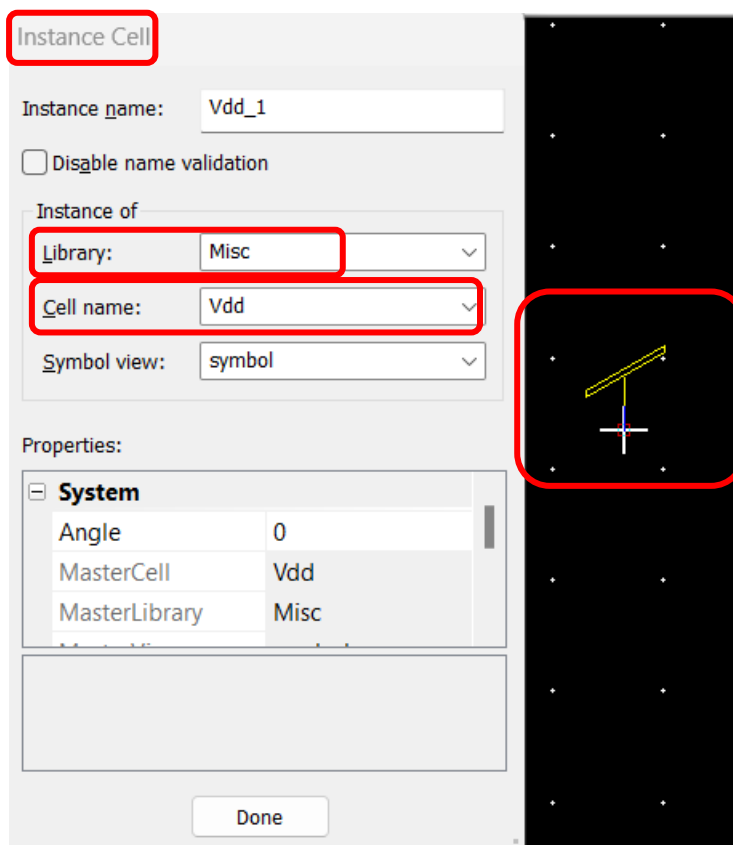 Instance Cell
Instance name: Vdd_1
Disable name validation
Instance of
Library: Misc
Cell name: Vdd
Symbol view: symbol
Properties:
System
Angle 0
MasterCell Vdd
MasterLibrary Misc
Done